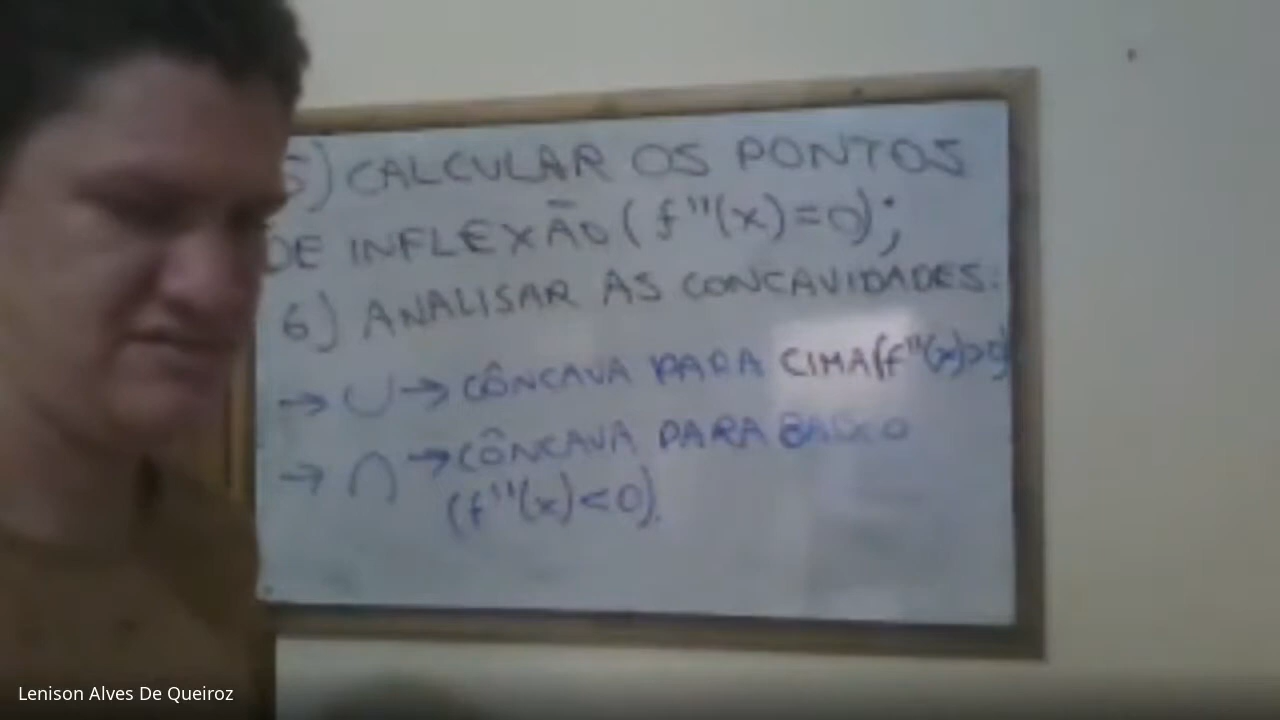 5) CALCULAR OS PONTOS
DE INFLEXÃO (f''(x)=0);
6) ANALISAR AS CONCAVIDADES:
→ ∪ → CÔNCAVA PARA CIMA (f''(x)>0)
→ ∩ → CÔNCAVA PARA BAIXO
(f''(x)<0).
Lenison Alves De Queiroz